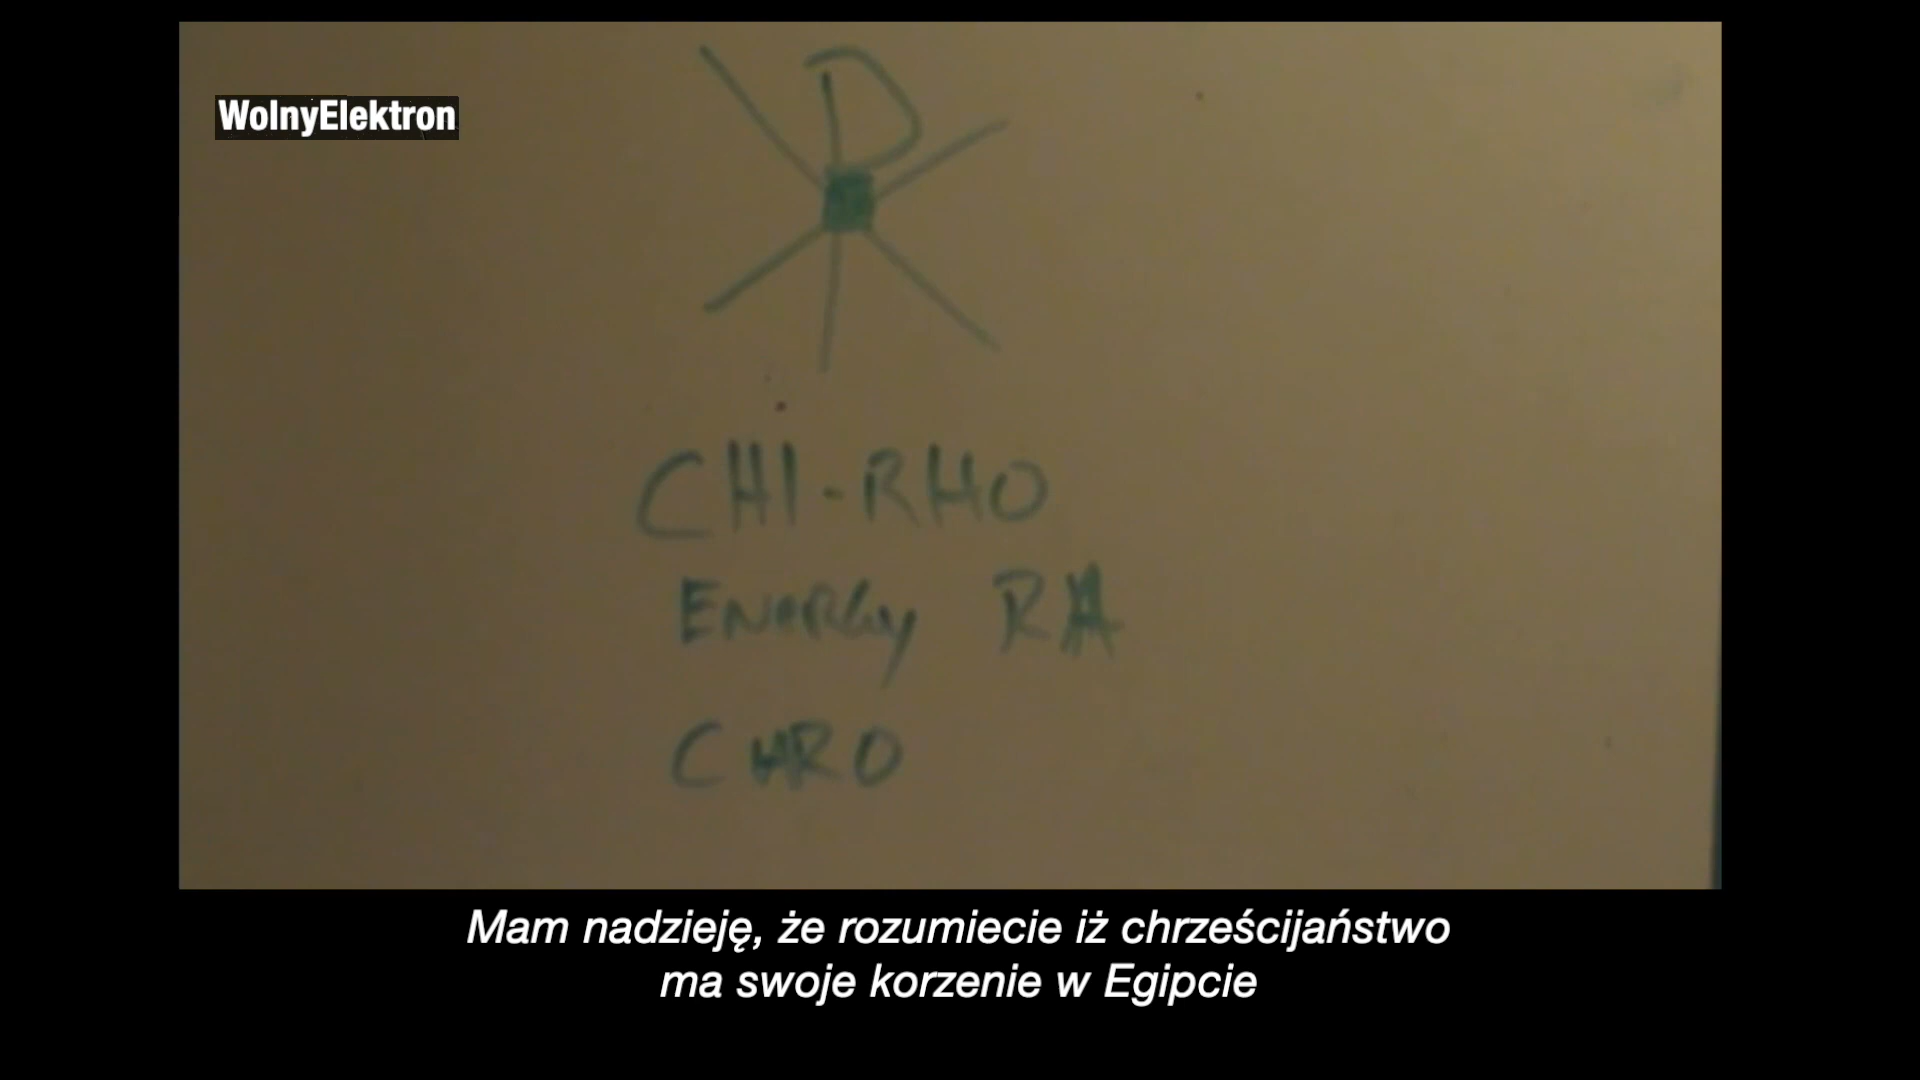 WolnyElektron
CHI-RHO
ENERGY RA
CHRO
Mam nadzieję, że rozumiecie iż chrześcijaństwo
ma swoje korzenie w Egipcie